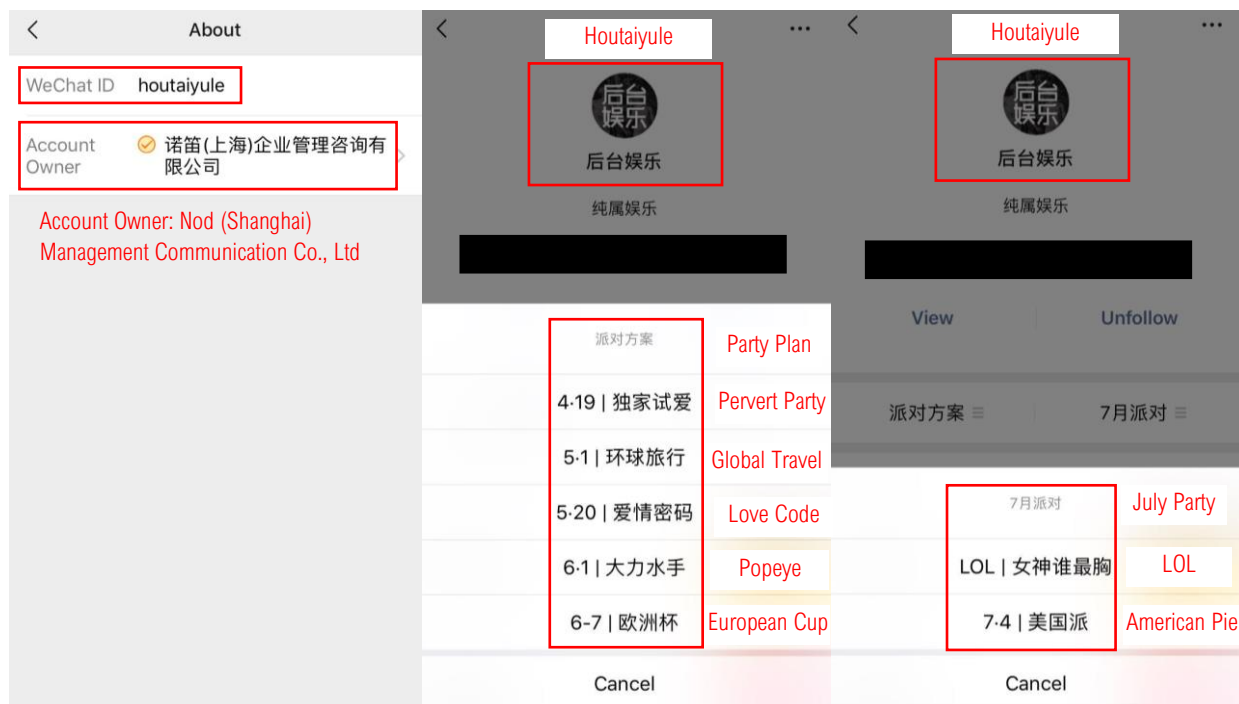 About
WeChat ID houtaiyule
Account
Owner
诺笛(上海)企业管理咨询有
限公司
Account Owner: Nod (Shanghai)
Management Communication Co., Ltd
Houtaiyule
后台
娱乐
后台娱乐
纯属娱乐
派对方案 Party Plan
4·19 | 独家试爱 Pervert Party
5·1 | 环球旅行 Global Travel
5·20 | 爱情密码 Love Code
6·1 | 大力水手 Popeye
6-7 | 欧洲杯 European Cup
Cancel
Houtaiyule
后台
娱乐
后台娱乐
纯属娱乐
View Unfollow
派对方案 7月派对
7月派对 July Party
LOL | 女神谁最胸 LOL
7·4 | 美国派 American Pie
Cancel